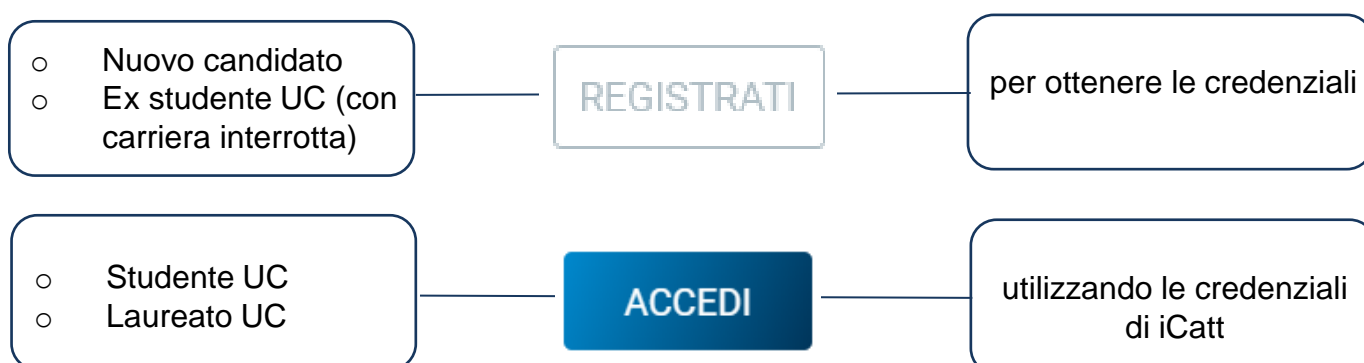 ○ Nuovo candidato
○ Ex studente UC (con
carriera interrotta)
REGISTRATI
per ottenere le credenziali
○ Studente UC
○ Laureato UC
ACCEDI
utilizzando le credenziali
di iCatt